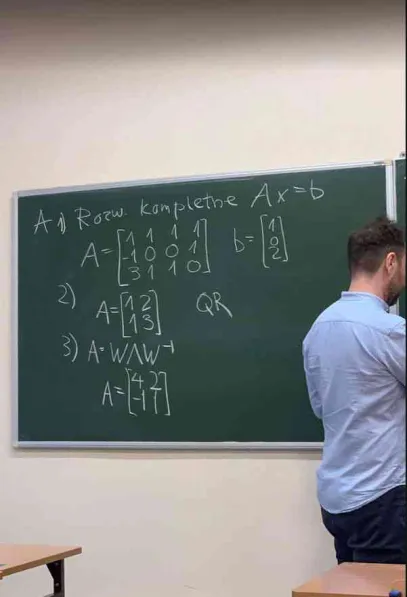 A 1) Rozw. kompletne Ax=b
A=[1 1 1 1; -1 0 0 1; 3 1 1 0] b=[1; 0; 2]
2) A=[1 2; 1 3] QR
3) A=WΛW⁻¹
A=[4 2; -1 1]